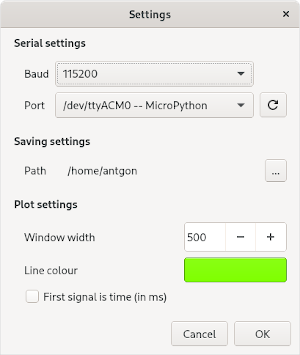 Settings
Serial settings
Baud 115200
Port /dev/ttyACM0 -- MicroPython
Saving settings
Path /home/antgon ...
Plot settings
Window width 500 − +
Line colour
First signal is time (in ms)
Cancel OK